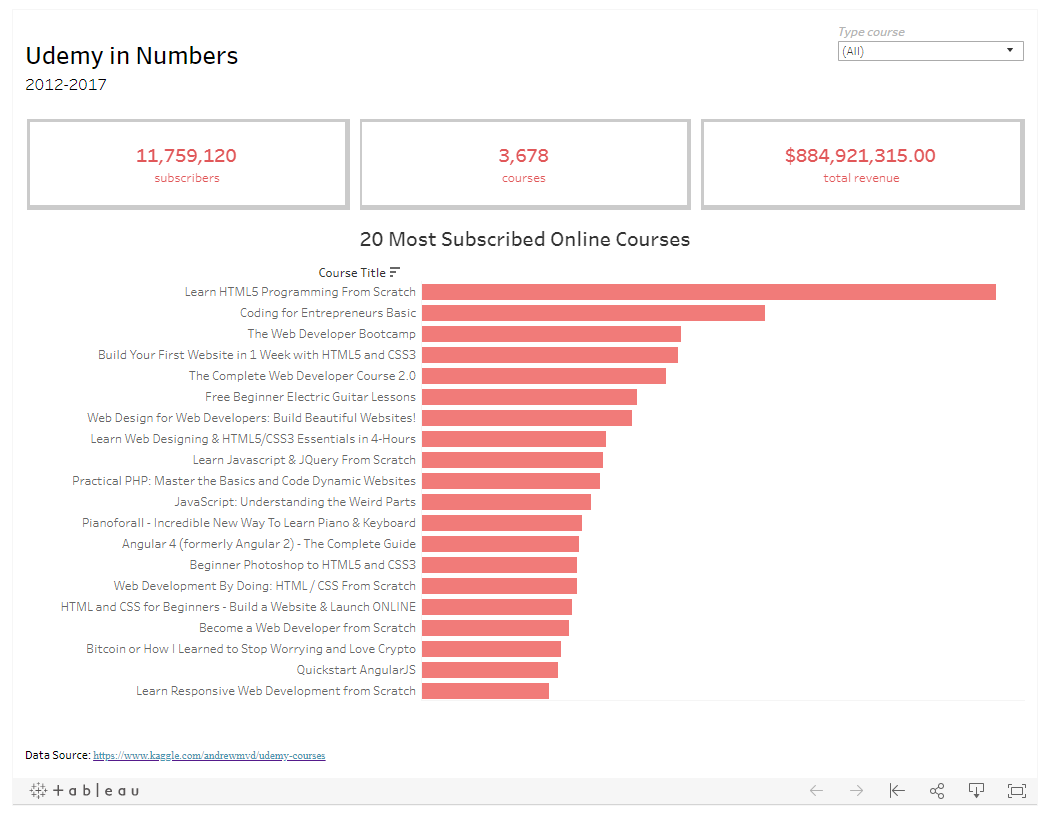 Type course
(All)
Udemy in Numbers
2012-2017
11,759,120
subscribers
3,678
courses
$884,921,315.00
total revenue
20 Most Subscribed Online Courses
Course Title
Learn HTML5 Programming From Scratch
Coding for Entrepreneurs Basic
The Web Developer Bootcamp
Build Your First Website in 1 Week with HTML5 and CSS3
The Complete Web Developer Course 2.0
Free Beginner Electric Guitar Lessons
Web Design for Web Developers: Build Beautiful Websites!
Learn Web Designing & HTML5/CSS3 Essentials in 4-Hours
Learn Javascript & JQuery From Scratch
Practical PHP: Master the Basics and Code Dynamic Websites
JavaScript: Understanding the Weird Parts
Pianoforall - Incredible New Way To Learn Piano & Keyboard
Angular 4 (formerly Angular 2) - The Complete Guide
Beginner Photoshop to HTML5 and CSS3
Web Development By Doing: HTML / CSS From Scratch
HTML and CSS for Beginners - Build a Website & Launch ONLINE
Become a Web Developer from Scratch
Bitcoin or How I Learned to Stop Worrying and Love Crypto
Quickstart AngularJS
Learn Responsive Web Development from Scratch
Data Source: https://www.kaggle.com/andrewmvd/udemy-courses
+ableau